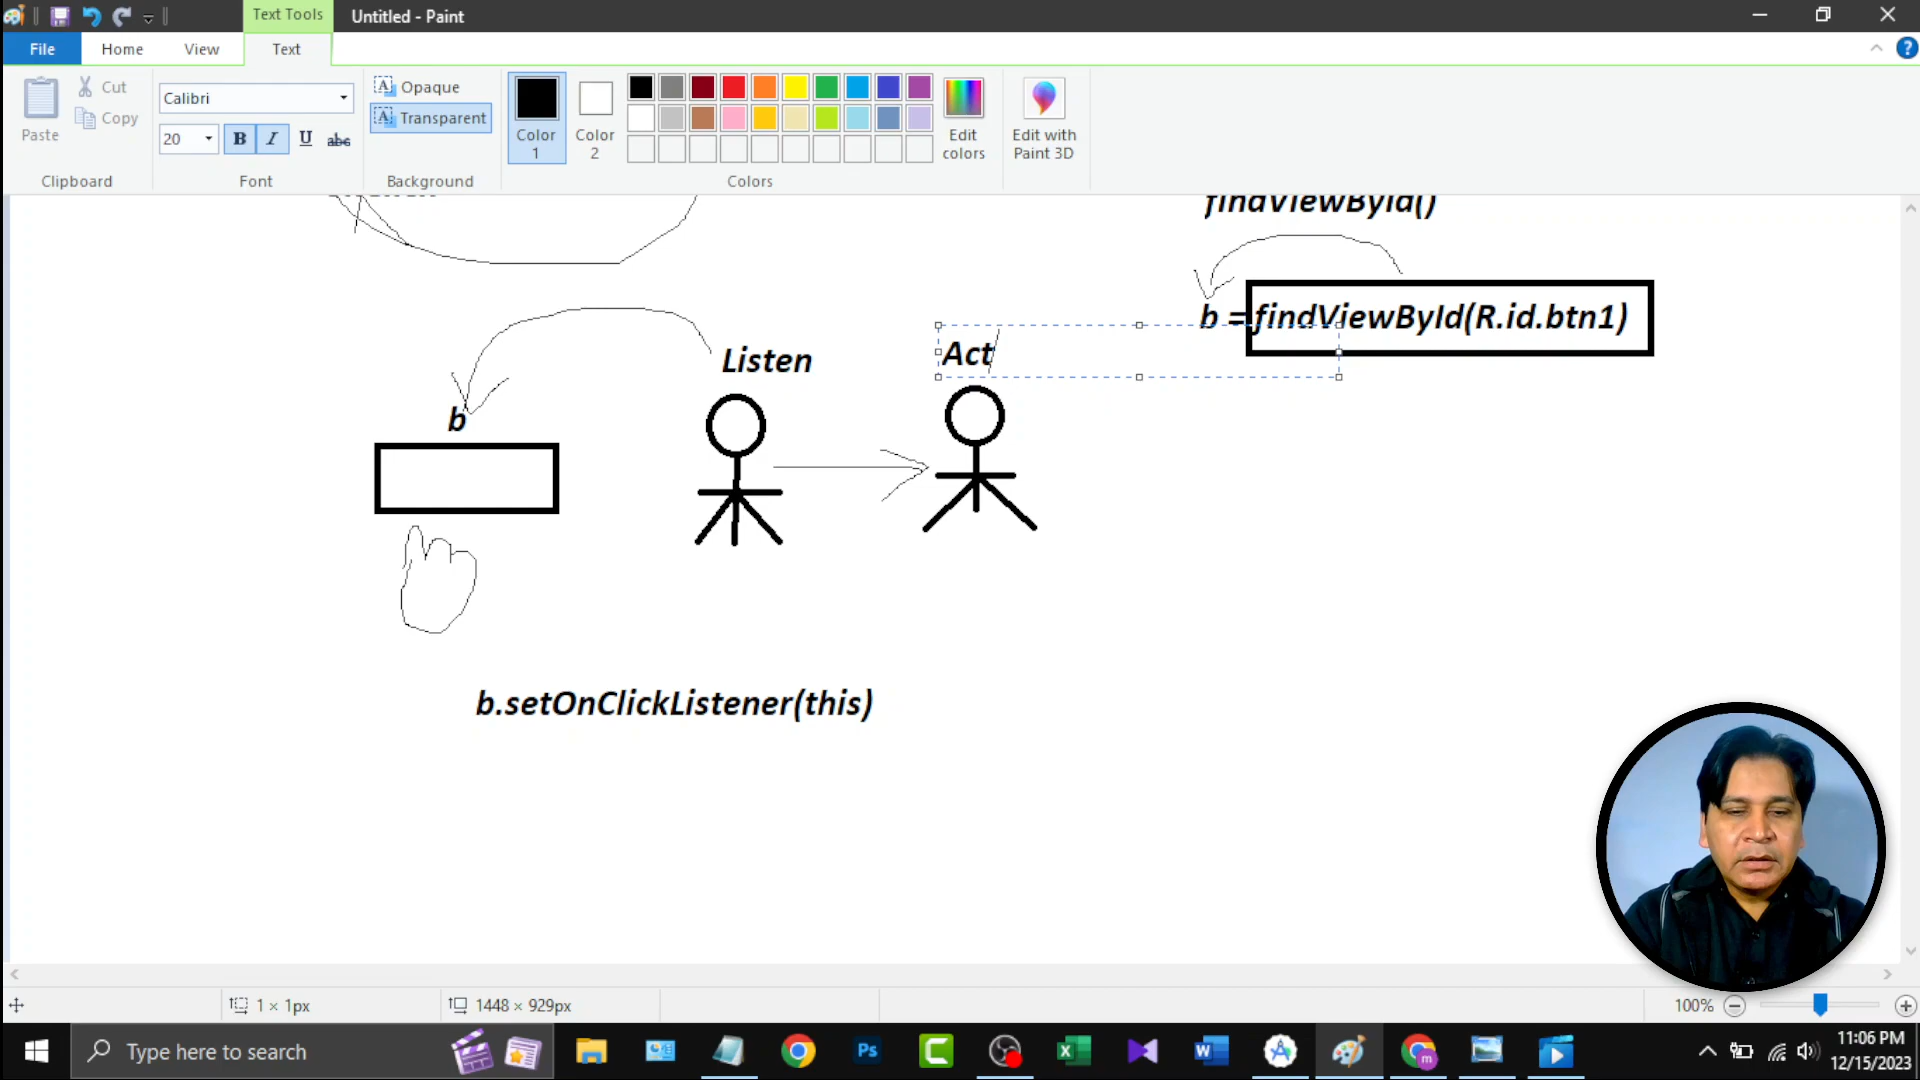 Text Tools
Untitled - Paint
File
Home
View
Text
Paste
Cut
Copy
Clipboard
Calibri
20
B I U abc
Font
Opaque
Transparent
Background
Color 1
Color 2
Edit colors
Colors
Edit with Paint 3D
findViewById()
b = findViewById(R.id.btn1)
Listen
Act
b
b.setOnClickListener(this)
1 × 1px
1448 × 929px
100%
Type here to search
Ps
11:06 PM
12/15/2023